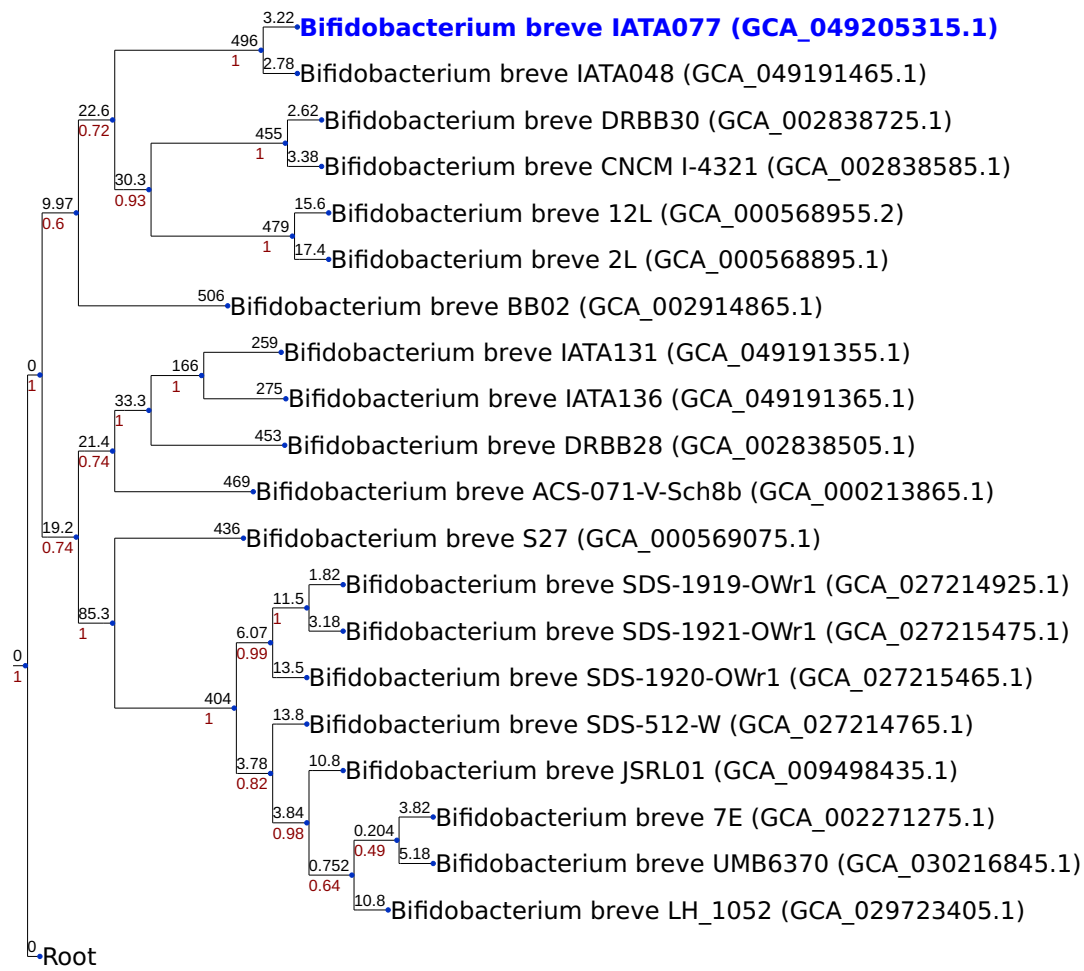 3.22 Bifidobacterium breve IATA077 (GCA_049205315.1)
496
1
2.78 Bifidobacterium breve IATA048 (GCA_049191465.1)
22.6
0.72
2.62 Bifidobacterium breve DRBB30 (GCA_002838725.1)
455
1
3.38 Bifidobacterium breve CNCM I-4321 (GCA_002838585.1)
30.3
0.93
9.97
0.6
15.6 Bifidobacterium breve 12L (GCA_000568955.2)
479
1
17.4 Bifidobacterium breve 2L (GCA_000568895.1)
506 Bifidobacterium breve BB02 (GCA_002914865.1)
0
1
259 Bifidobacterium breve IATA131 (GCA_049191355.1)
166
1
275 Bifidobacterium breve IATA136 (GCA_049191365.1)
33.3
1
453 Bifidobacterium breve DRBB28 (GCA_002838505.1)
21.4
0.74
469 Bifidobacterium breve ACS-071-V-Sch8b (GCA_000213865.1)
19.2
0.74
436 Bifidobacterium breve S27 (GCA_000569075.1)
1.82 Bifidobacterium breve SDS-1919-OWr1 (GCA_027214925.1)
11.5
1
3.18 Bifidobacterium breve SDS-1921-OWr1 (GCA_027215475.1)
85.3
1
6.07
0.99
13.5 Bifidobacterium breve SDS-1920-OWr1 (GCA_027215465.1)
0
1
404
1
13.8 Bifidobacterium breve SDS-512-W (GCA_027214765.1)
3.78
0.82
10.8 Bifidobacterium breve JSRL01 (GCA_009498435.1)
3.84
0.98
3.82 Bifidobacterium breve 7E (GCA_002271275.1)
0.204
0.49
5.18 Bifidobacterium breve UMB6370 (GCA_030216845.1)
0.752
0.64
10.8 Bifidobacterium breve LH_1052 (GCA_029723405.1)
0 Root